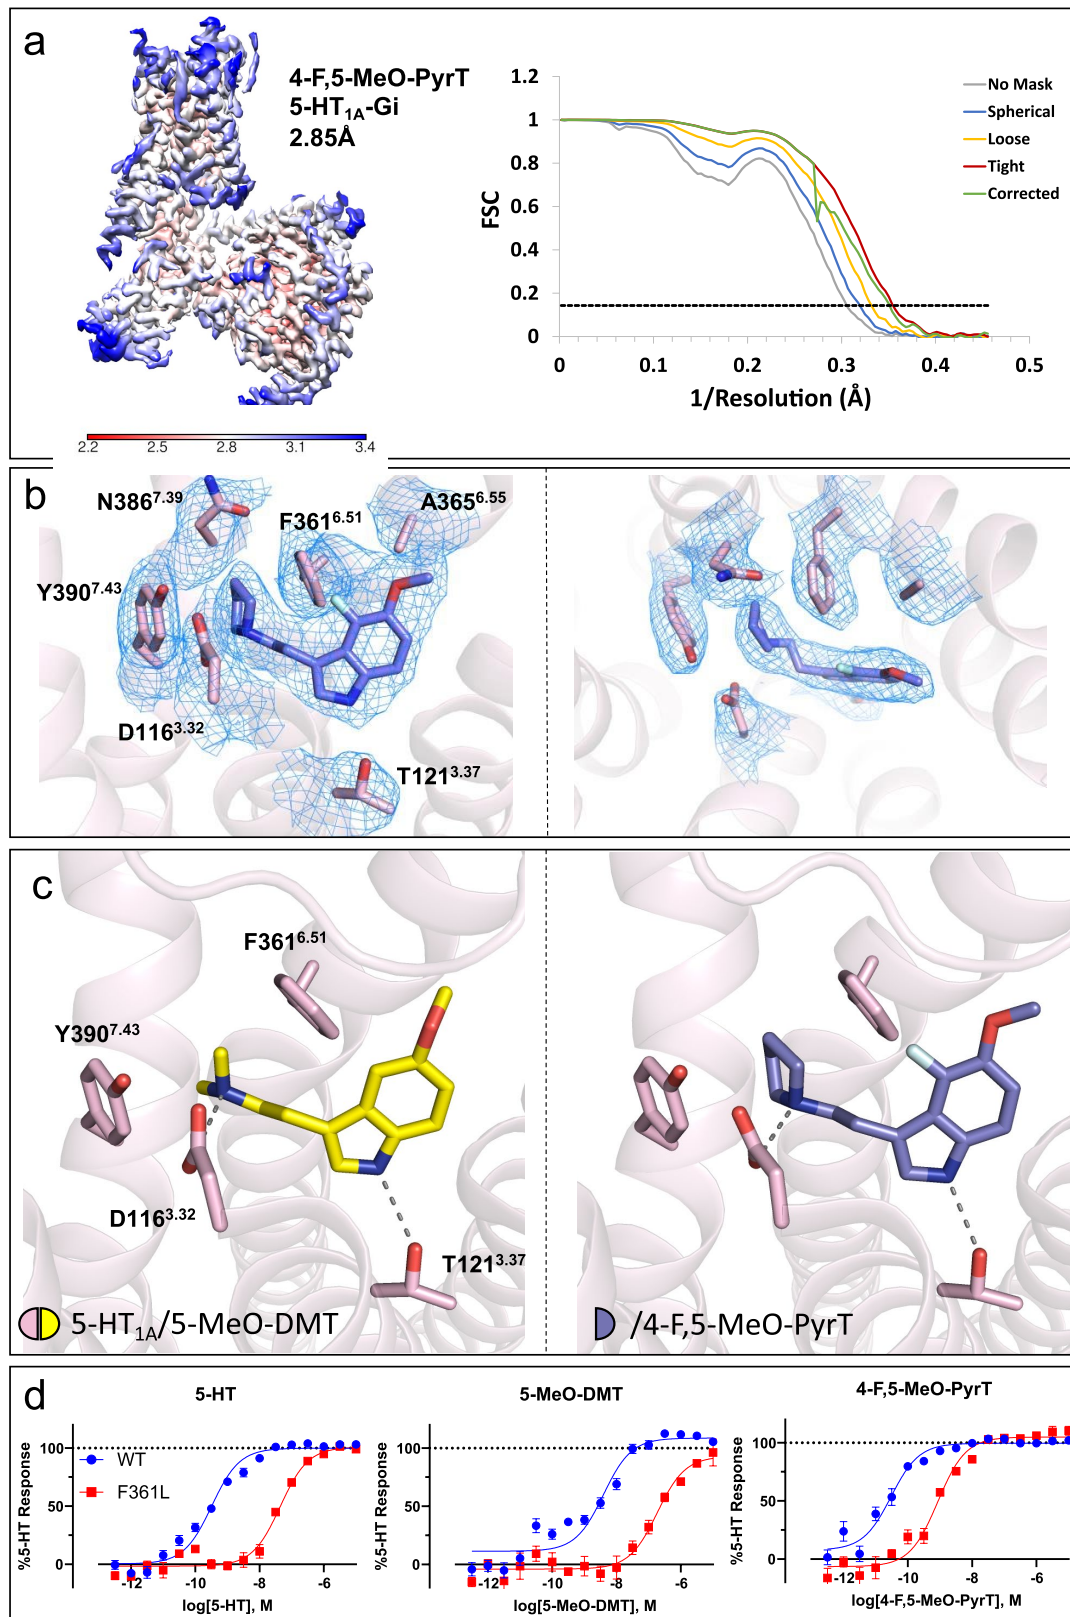 a
4-F,5-MeO-PyrT
5-HT1A-Gi
2.85Å
2.2 2.5 2.8 3.1 3.4
FSC
1.2
1
0.8
0.6
0.4
0.2
0
0 0.1 0.2 0.3 0.4 0.5
1/Resolution (Å)
No Mask
Spherical
Loose
Tight
Corrected
b
N386^7.39
F361^6.51
A365^6.55
Y390^7.43
D116^3.32
T121^3.37
c
F361^6.51
Y390^7.43
D116^3.32
T121^3.37
5-HT1A/5-MeO-DMT
/4-F,5-MeO-PyrT
d
5-HT
%5-HT Response
100
50
0
WT
F361L
-12 -10 -8 -6
log[5-HT], M
5-MeO-DMT
%5-HT Response
100
50
0
-12 -10 -8 -6
log[5-MeO-DMT], M
4-F,5-MeO-PyrT
%5-HT Response
100
50
0
-12 -10 -8 -6
log[4-F,5-MeO-PyrT], M